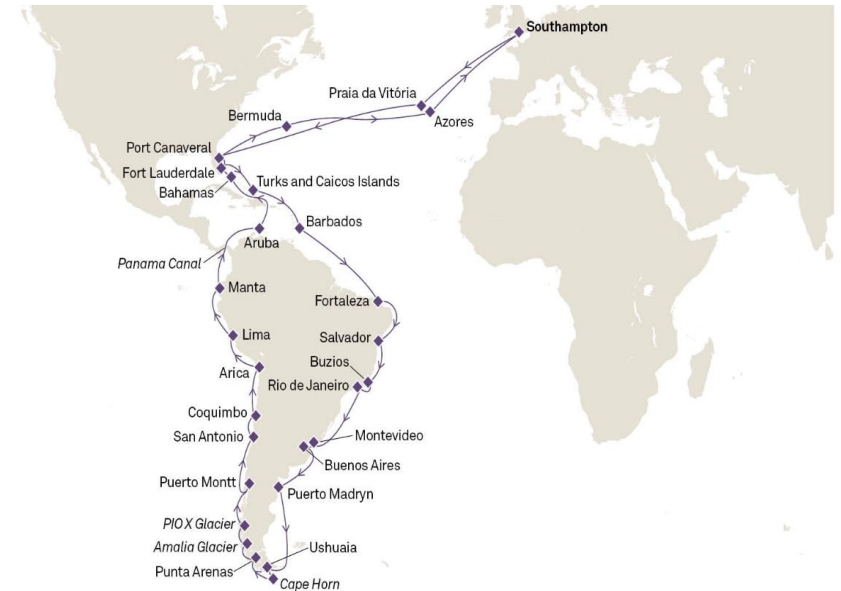 Southampton
Praia da Vitória
Azores
Bermuda
Port Canaveral
Fort Lauderdale
Bahamas
Turks and Caicos Islands
Barbados
Aruba
Panama Canal
Manta
Fortaleza
Lima
Salvador
Buzios
Arica
Rio de Janeiro
Coquimbo
San Antonio
Montevideo
Buenos Aires
Puerto Montt
Puerto Madryn
PIO X Glacier
Amalia Glacier
Ushuaia
Punta Arenas
Cape Horn